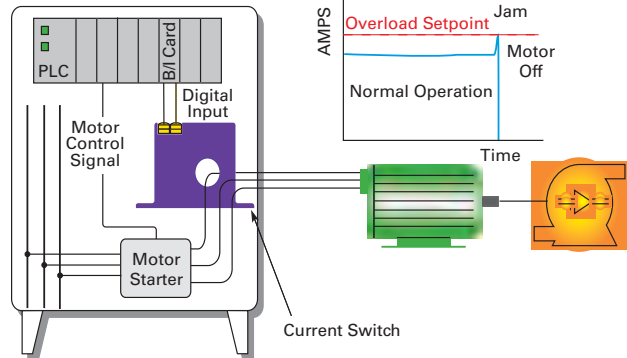 PLC
B/I Card
Digital
Input
Motor
Control
Signal
Motor
Starter
Current Switch
AMPS
Overload Setpoint
Jam
Motor
Off
Normal Operation
Time